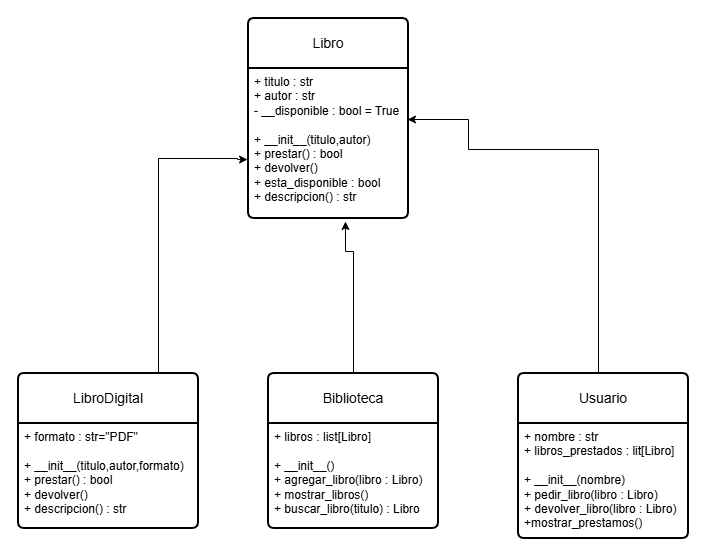 Libro
+ titulo : str
+ autor : str
- __disponible : bool = True
+ __init__(titulo,autor)
+ prestar() : bool
+ devolver()
+ esta_disponible : bool
+ descripcion() : str
LibroDigital
+ formato : str="PDF"
+ __init__(titulo,autor,formato)
+ prestar() : bool
+ devolver()
+ descripcion() : str
Biblioteca
+ libros : list[Libro]
+ __init__()
+ agregar_libro(libro : Libro)
+ mostrar_libros()
+ buscar_libro(titulo) : Libro
Usuario
+ nombre : str
+ libros_prestados : lit[Libro]
+ __init__(nombre)
+ pedir_libro(libro : Libro)
+ devolver_libro(libro : Libro)
+mostrar_prestamos()